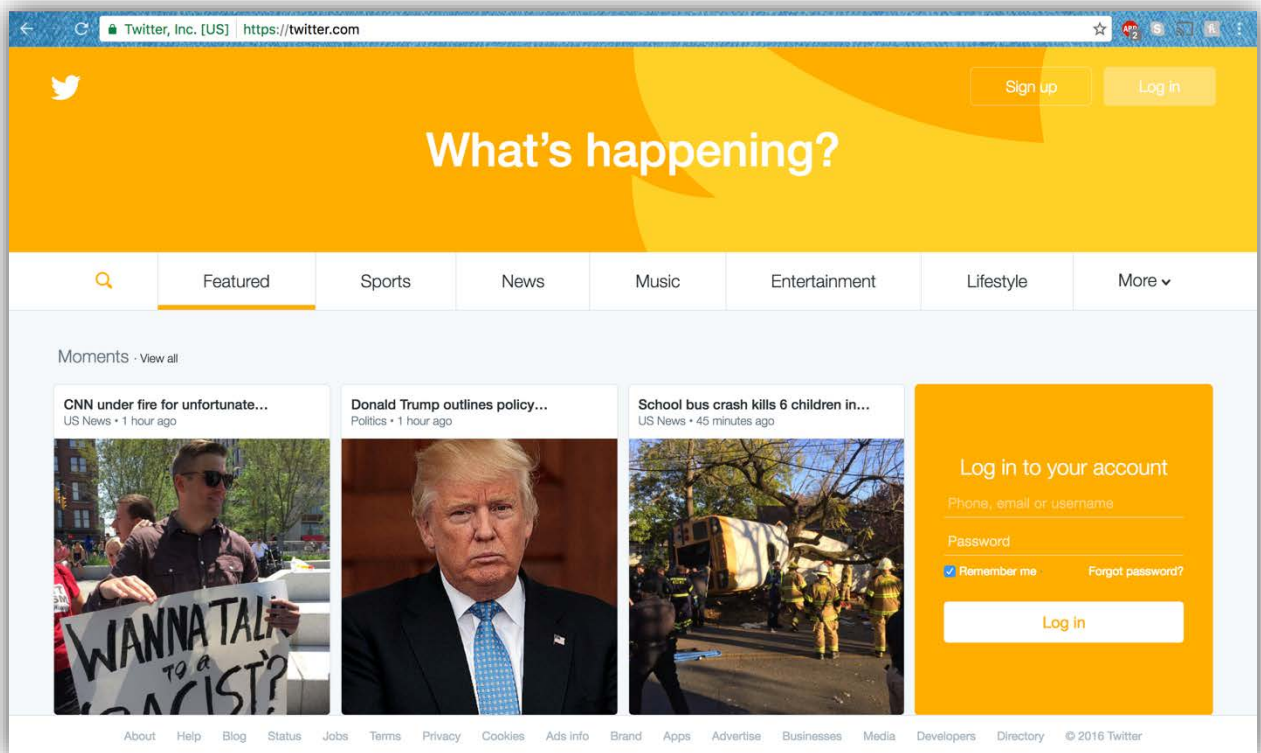 Twitter, Inc. [US] https://twitter.com
Sign up
Log in
What's happening?
Featured
Sports
News
Music
Entertainment
Lifestyle
More
Moments · View all
CNN under fire for unfortunate...
US News • 1 hour ago
Donald Trump outlines policy...
Politics • 1 hour ago
School bus crash kills 6 children in...
US News • 45 minutes ago
WANNA TALK
TO A
RACIST?
Log in to your account
Phone, email or username
Password
Remember me
Forgot password?
Log in
About Help Blog Status Jobs Terms Privacy Cookies Ads info Brand Apps Advertise Businesses Media Developers Directory © 2016 Twitter